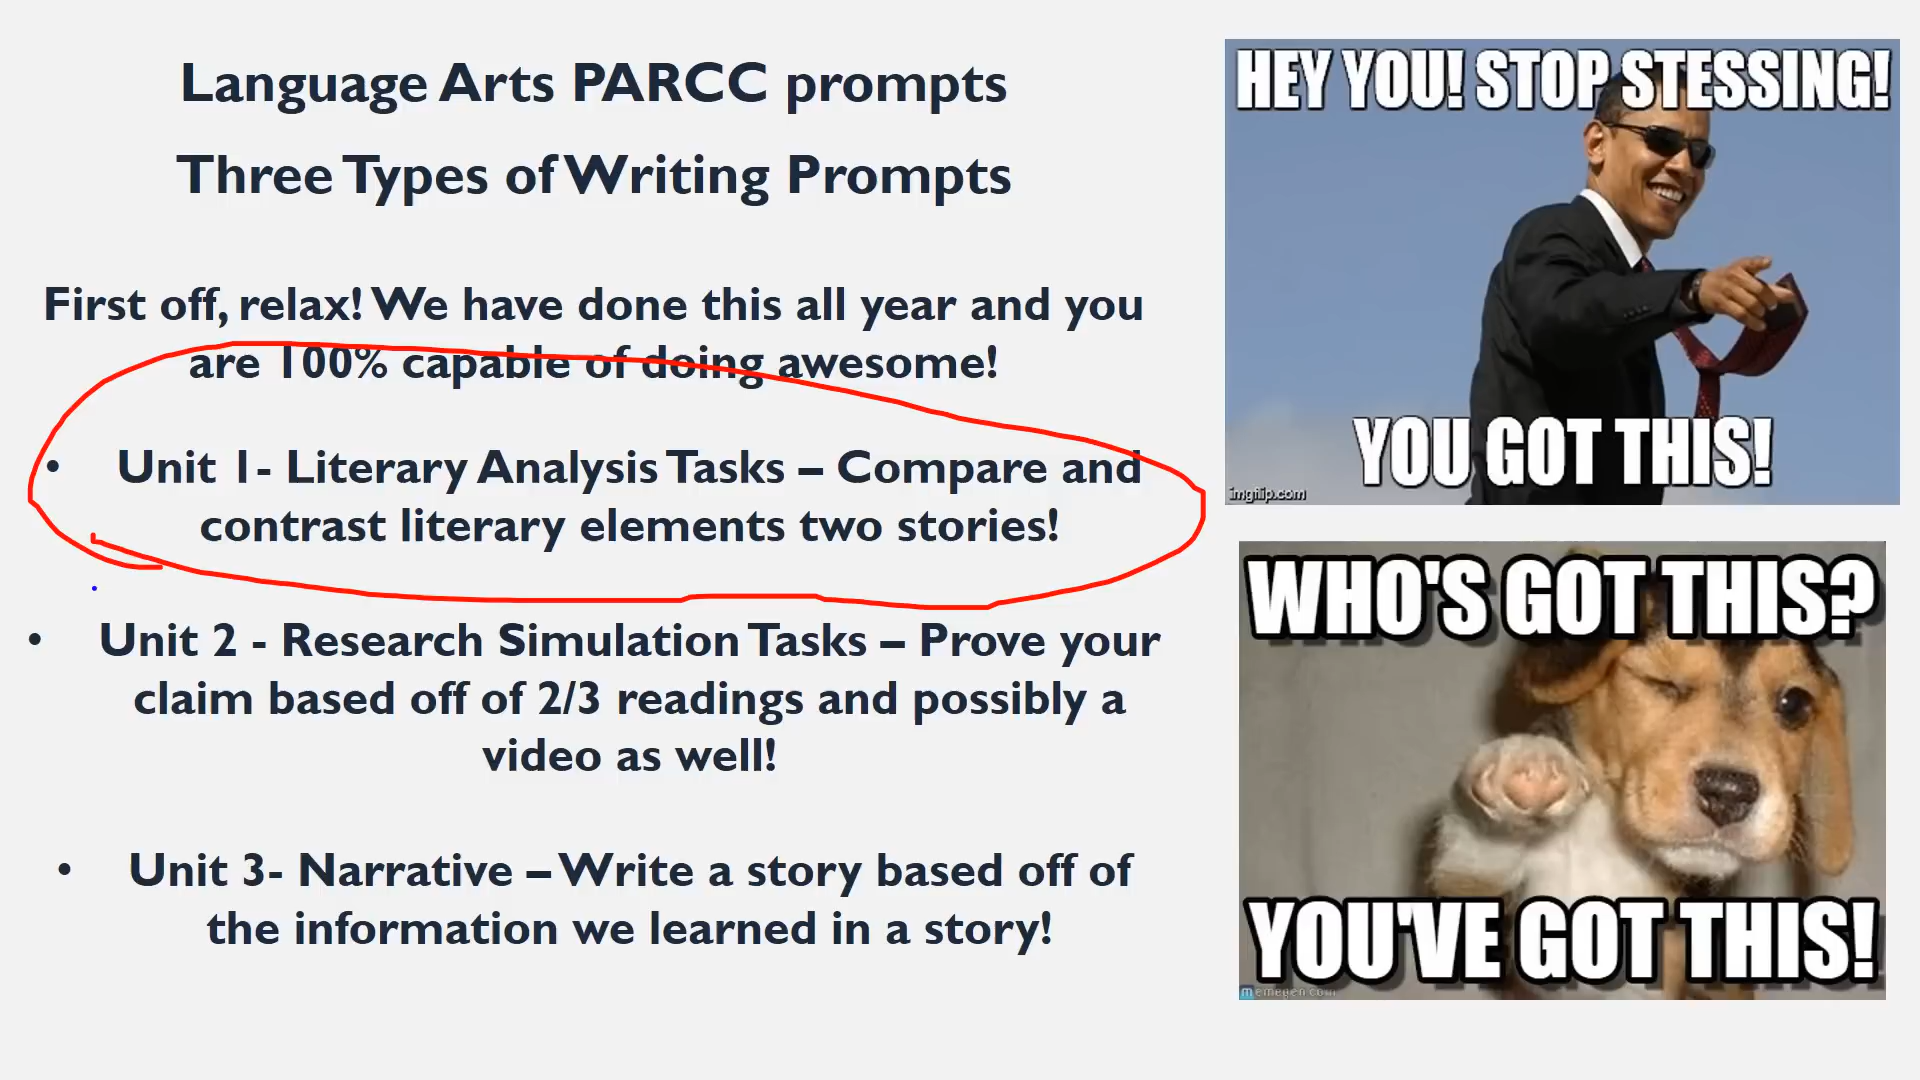 Language Arts PARCC prompts
Three Types of Writing Prompts
First off, relax! We have done this all year and you
are 100% capable of doing awesome!
• Unit 1- Literary Analysis Tasks – Compare and
contrast literary elements two stories!
• Unit 2 - Research Simulation Tasks – Prove your
claim based off of 2/3 readings and possibly a
video as well!
• Unit 3- Narrative – Write a story based off of
the information we learned in a story!
HEY YOU! STOP STESSING!
YOU GOT THIS!
imgflip.com
WHO'S GOT THIS?
YOU'VE GOT THIS!
memegen.com